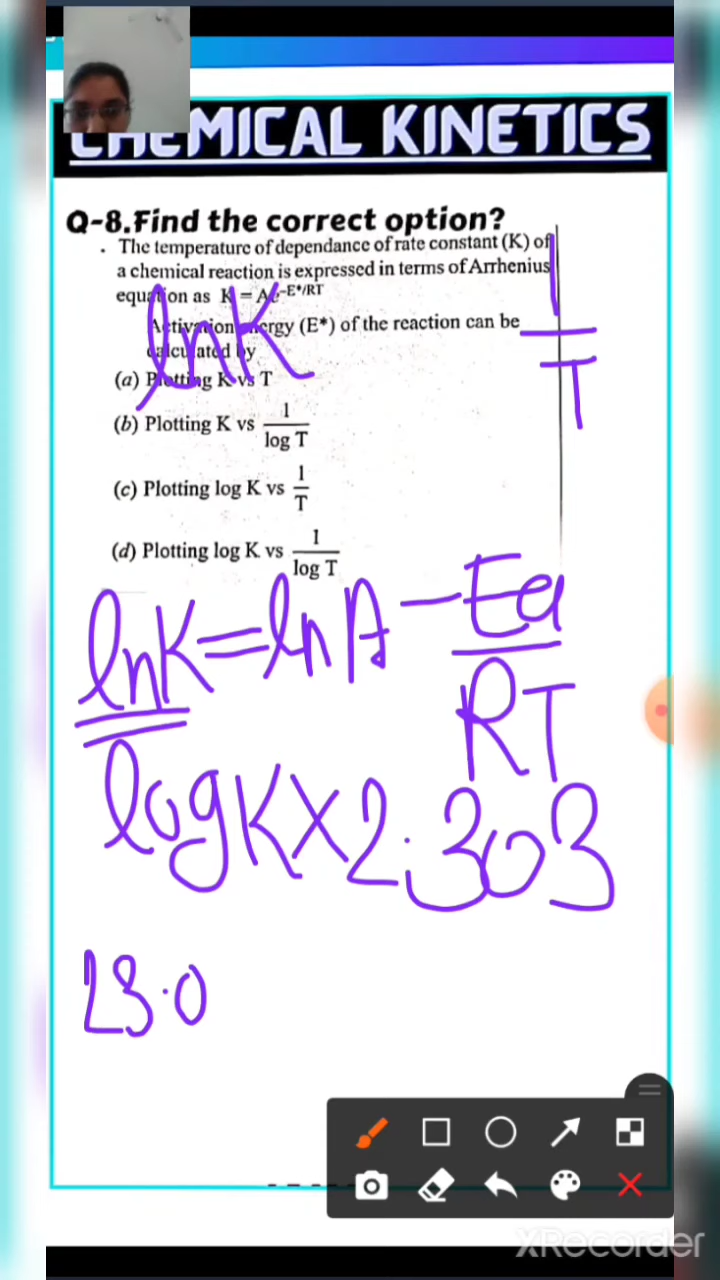 CHEMICAL KINETICS
Q-8.Find the correct option?
. The temperature of dependance of rate constant (K) of
a chemical reaction is expressed in terms of Arrhenius
equation as K = Ae^-E*/RT
Activation energy (E*) of the reaction can be
calculated by
lnK
1/T
(a) Plotting K vs T
(b) Plotting K vs 1/log T
(c) Plotting log K vs 1/T
(d) Plotting log K vs 1/log T
lnK = lnA - Ea/RT
log K × 2.303
23.0
XRecorder